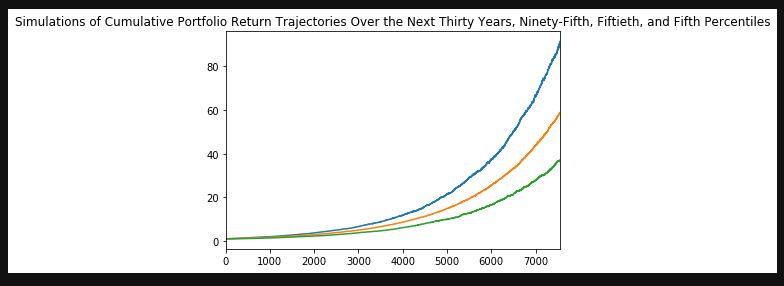 Simulations of Cumulative Portfolio Return Trajectories Over the Next Thirty Years, Ninety-Fifth, Fiftieth, and Fifth Percentiles
80
60
40
20
0
0 1000 2000 3000 4000 5000 6000 7000